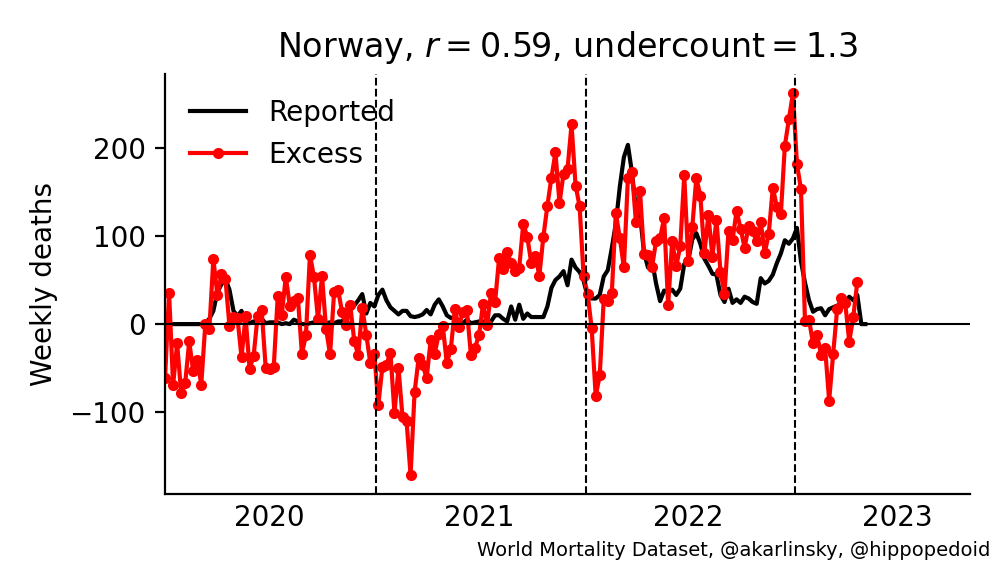 Norway, r = 0.59, undercount = 1.3
Reported
Excess
Weekly deaths
200
100
0
−100
2020 2021 2022 2023
World Mortality Dataset, @akarlinsky, @hippopedoid